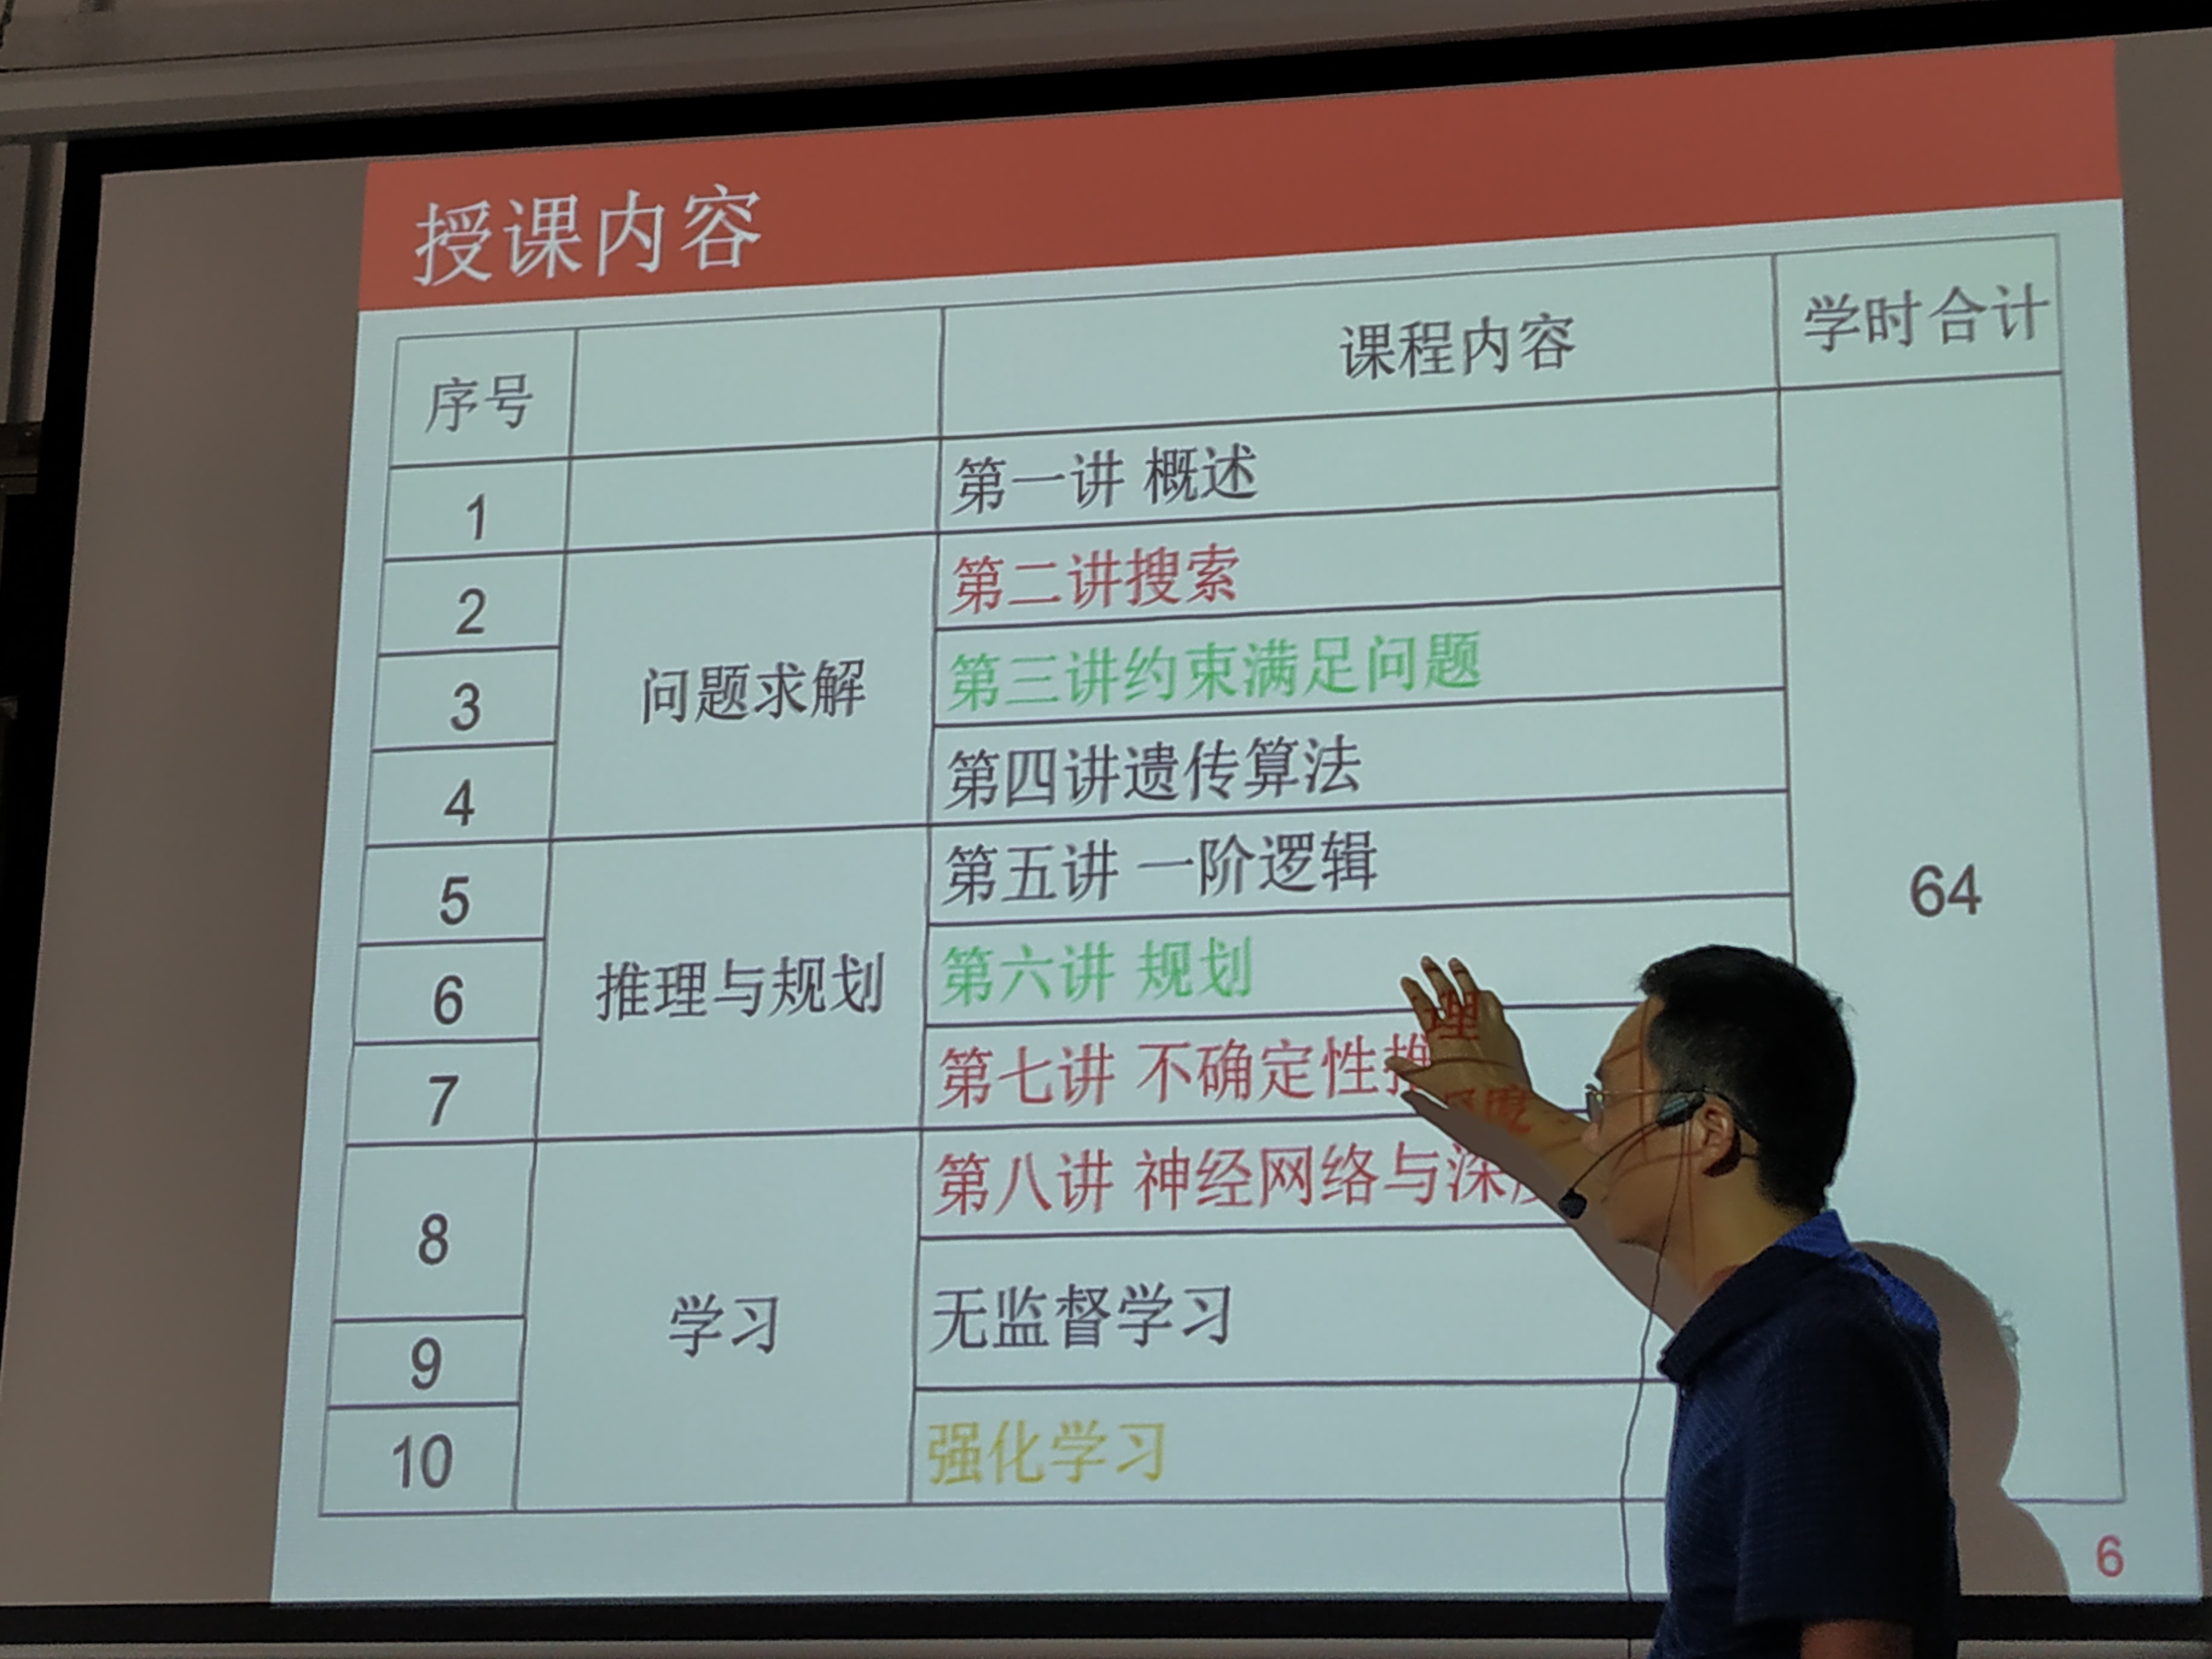 授课内容
序号 课程内容 学时合计
1 第一讲 概述
2 第二讲搜索
3 问题求解 第三讲约束满足问题
4 第四讲遗传算法
5 第五讲 一阶逻辑
64
6 推理与规划 第六讲 规划
7 第七讲 不确定性推理
8 第八讲 神经网络与深度
学习 无监督学习
9
10 强化学习
6